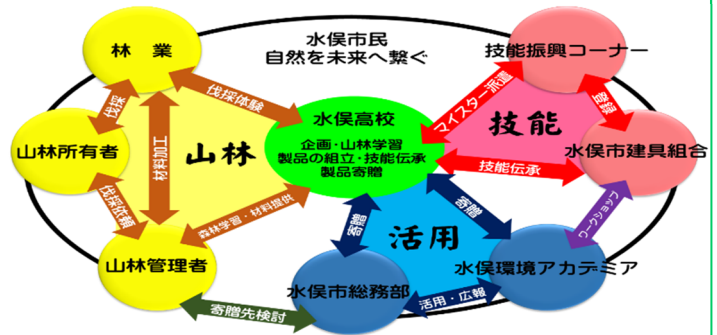 林　業
水俣市民
自然を未来へ繋ぐ
技能振興コーナー
伐採
伐採体験
マイスター派遣
登録
水俣高校
企画・山林学習
製品の組立・技能伝承
製品寄贈
山林所有者
材料加工
山林
技能
水俣市建具組合
技能伝承
伐採依頼
森林学習・材料提供
寄贈
寄贈
ワークショップ
活用
山林管理者
水俣市総務部
水俣環境アカデミア
寄贈先検討
活用・広報